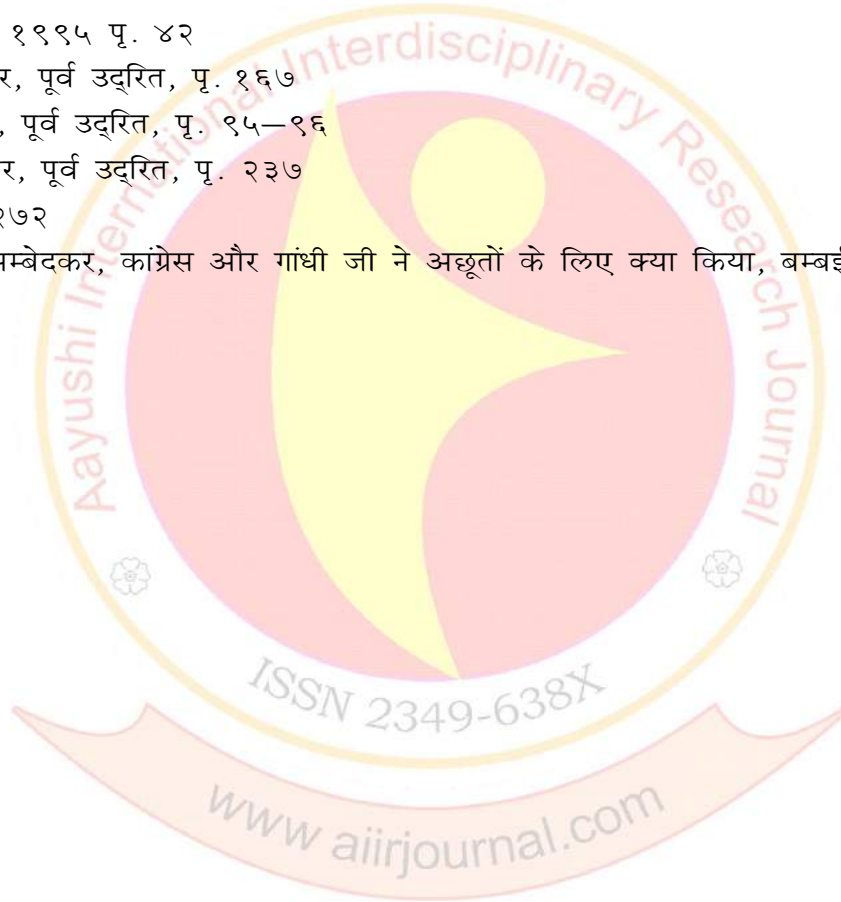 १९९५ पृ. ४२
र, पूर्व उद्‌रित, पृ. १६७
, पूर्व उद्‌रित, पृ. ९५–९६
र, पूर्व उद्‌रित, पृ. २३७
२७२
म्बेदकर, कांग्रेस और गांधी जी ने अछूतों के लिए क्या किया, बम्बई
Aayushi International Interdisciplinary Research Journal
ISSN 2349-638X
www aiirjournal.com